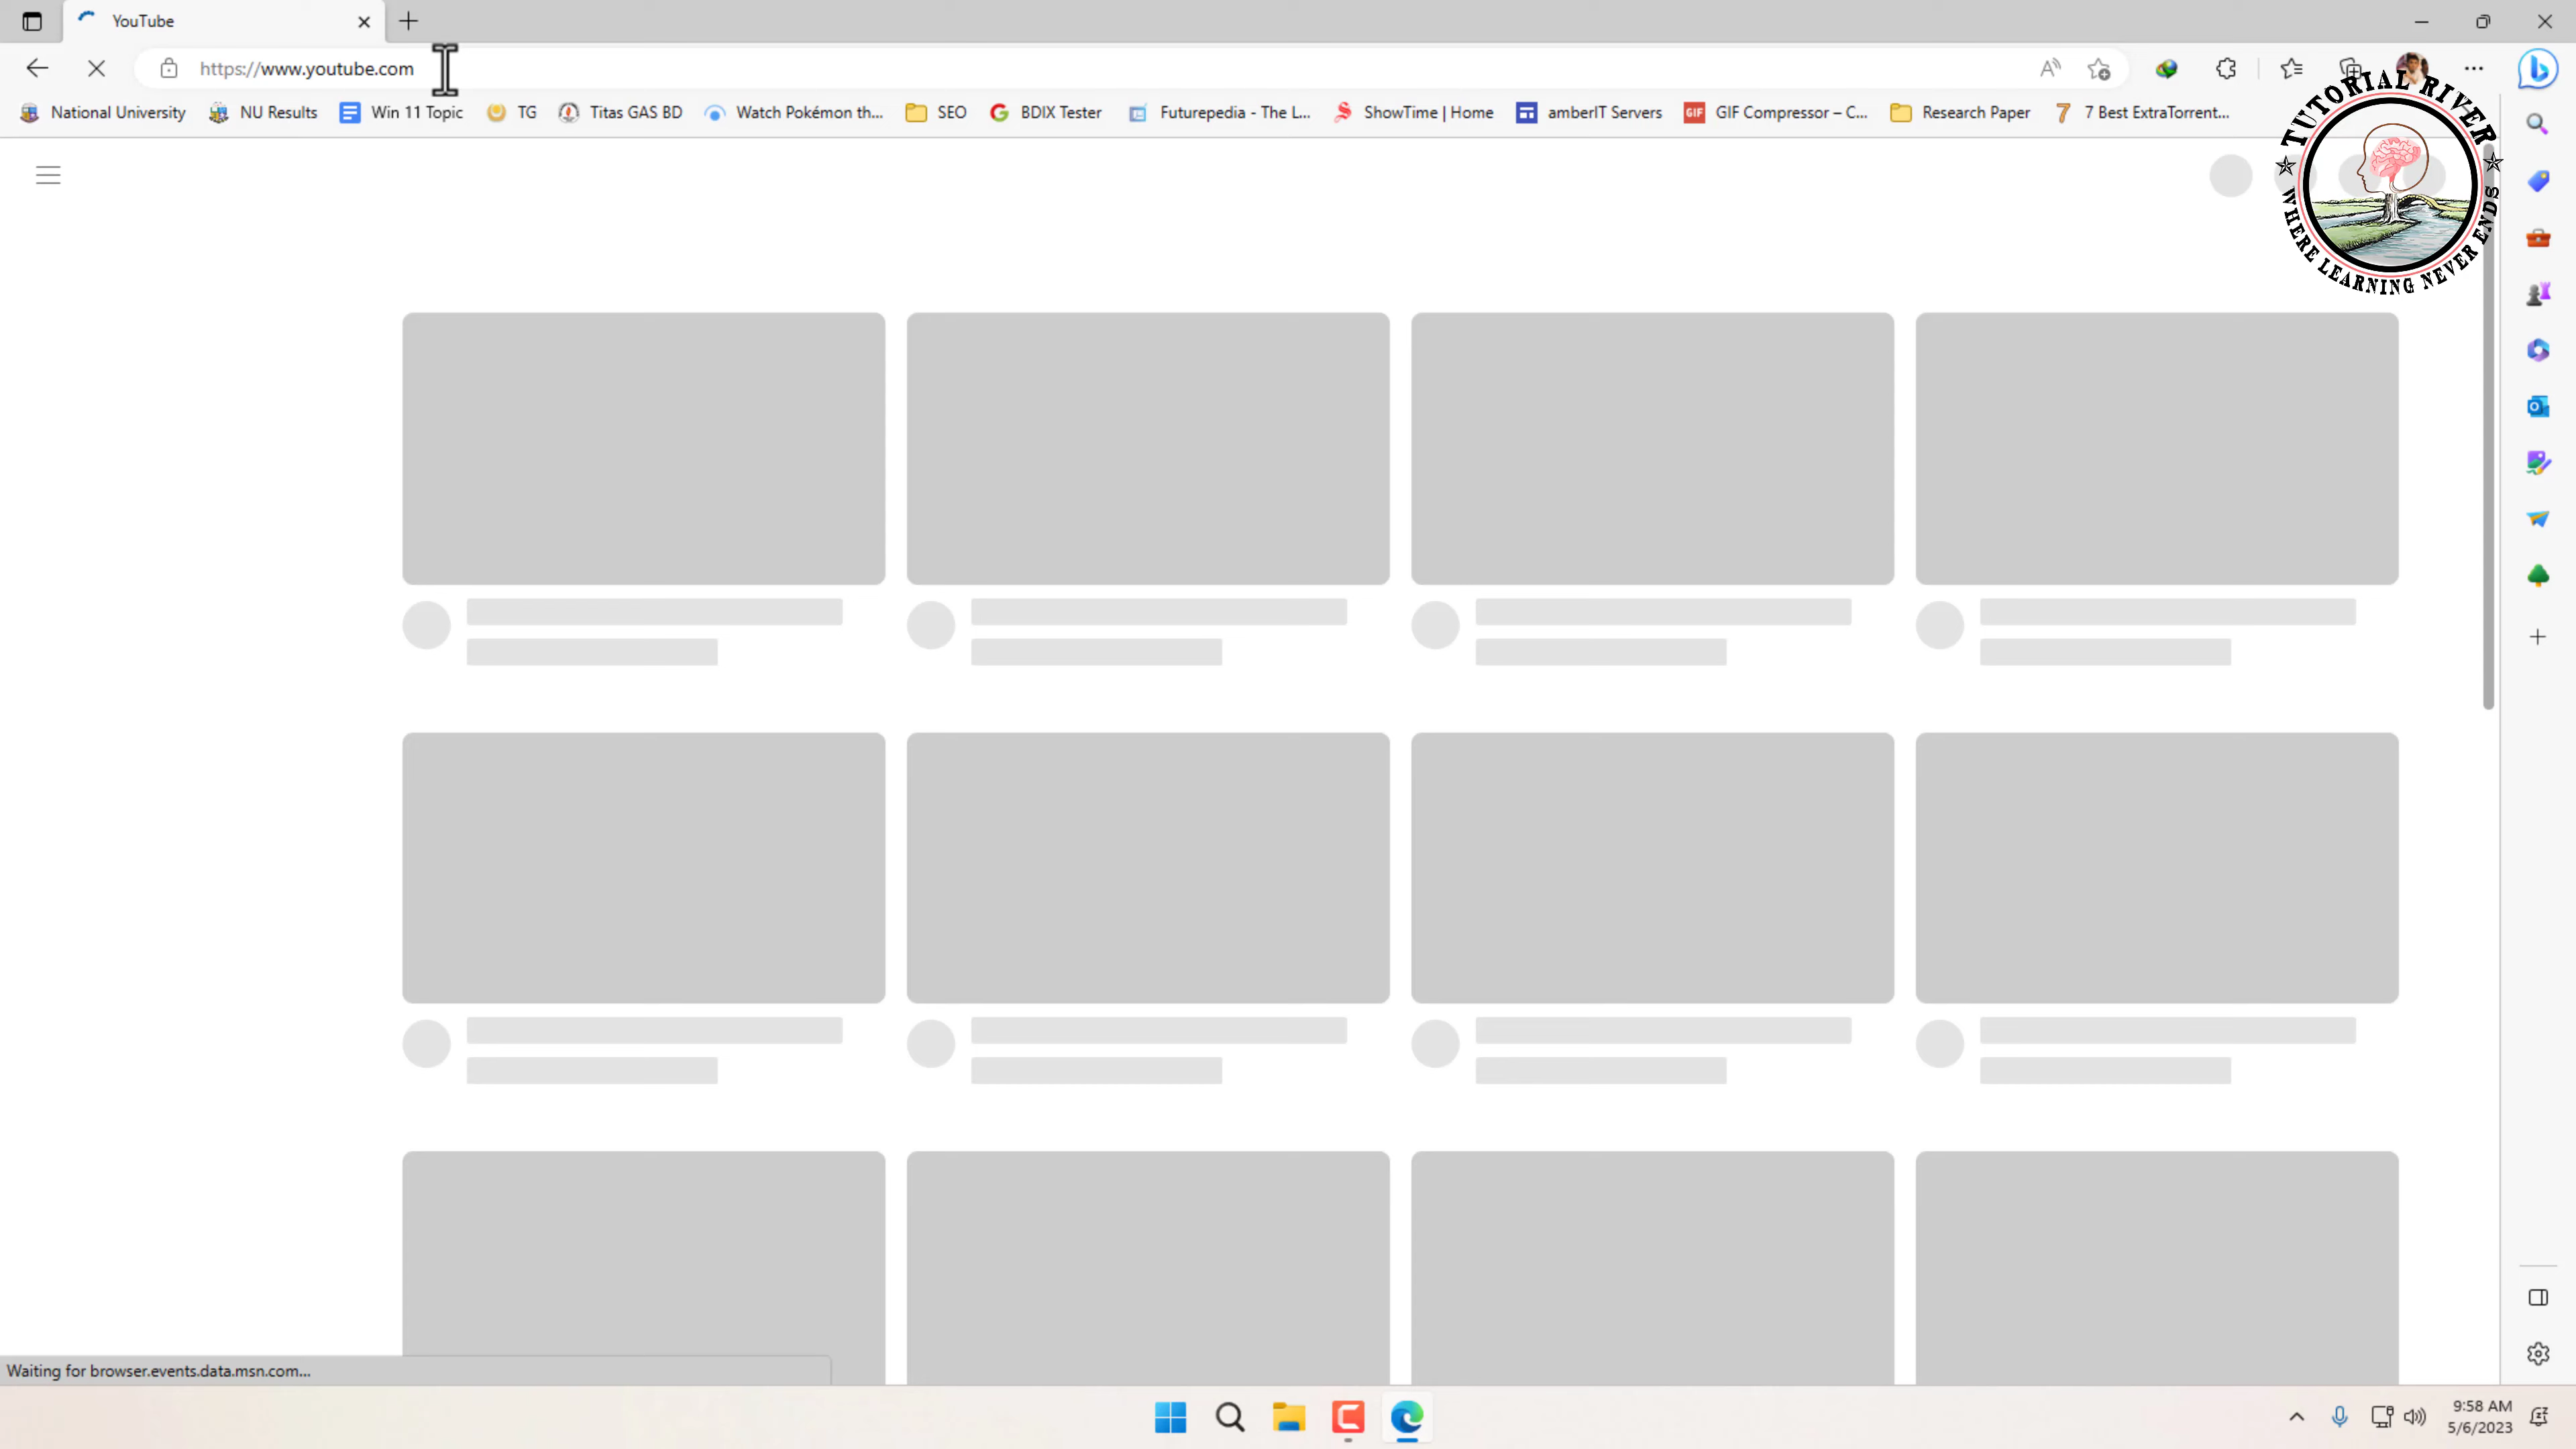 YouTube
https://www.youtube.com
National University
NU Results
Win 11 Topic
TG
Titas GAS BD
Watch Pokémon th...
SEO
BDIX Tester
Futurepedia - The L...
ShowTime | Home
amberIT Servers
GIF
GIF Compressor – C...
Research Paper
7 Best ExtraTorrent...
TUTORIAL RIVER
WHERE LEARNING NEVER ENDS
Waiting for browser.events.data.msn.com...
9:58 AM
5/6/2023